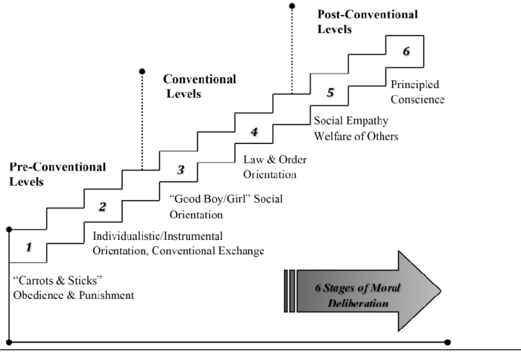 Post-Conventional
Levels
6
Principled
Conscience
Conventional
Levels
5
Social Empathy
Welfare of Others
4
Law & Order
Orientation
Pre-Conventional
Levels
3
"Good Boy/Girl" Social
Orientation
2
Individualistic/Instrumental
Orientation, Conventional Exchange
1
"Carrots & Sticks"
Obedience & Punishment
6 Stages of Moral
Deliberation